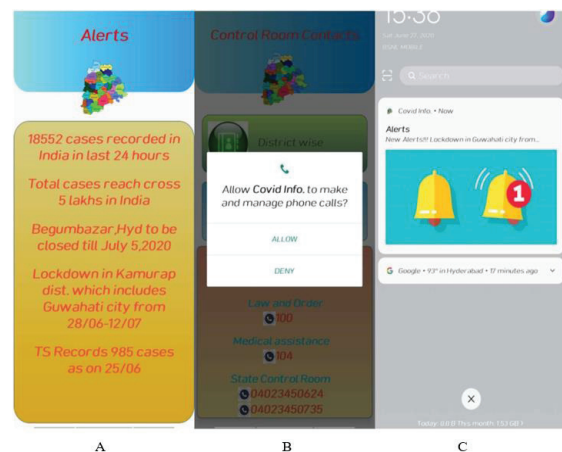 Alerts
18552 cases recorded in
India in last 24 hours
Total cases reach cross
5 lakhs in India
Begumbazar,Hyd to be
closed till July 5,2020
Lockdown in Kamurap
dist. which includes
Guwahati city from
28/06-12/07
TS Records 985 cases
as on 25/06
A
Control Room Contacts
District wise
Allow Covid Info. to make
and manage phone calls?
ALLOW
DENY
Law and Order
100
Medical assistance
104
State Control Room
04023450624
04023450735
B
15:38
Search
Covid Info. • Now
Alerts
New Alerts!!! Lockdown in Guwahati city from...
1
Google • 93° in Hyderabad • 17 minutes ago
C